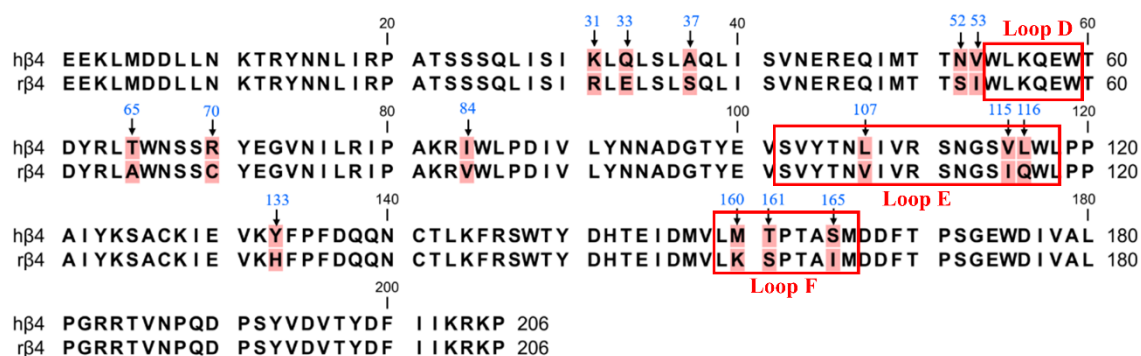 20 31 33 37 40 52 53 Loop D 60
hβ4 EEKLMDDLLN KTRYNNLIRP ATSSSQLISI KLQLSLAQLI SVNEREQIMT TNVWLKQEWT 60
rβ4 EEKLMDDLLN KTRYNNLIRP ATSSSQLISI RLELSLSQLI SVNEREQIMT TSIWLKQEWT 60
65 70 80 84 100 107 115 116 120
hβ4 DYRLTWNSSR YEGVNILRIP AKRIWLPDIV LYNNADGTYE VSVYTNLIVR SNGSVLWLPP 120
rβ4 DYRLAWNSSC YEGVNILRIP AKRVWLPDIV LYNNADGTYE VSVYTNVIVR SNGSIQWLPP 120
Loop E
133 140 160 161 165 180
hβ4 AIYKSACKIE VKYFPFDQQN CTLKFRSWTY DHTEIDMVLM TPTASMDDFT PSGEWDIVAL 180
rβ4 AIYKSACKIE VKHFPFDQQN CTLKFRSWTY DHTEIDMVLK SPTAIMDDFT PSGEWDIVAL 180
Loop F
200
hβ4 PGRRTVNPQD PSYVDVTYDF IIKRKP 206
rβ4 PGRRTVNPQD PSYVDVTYDF IIKRKP 206